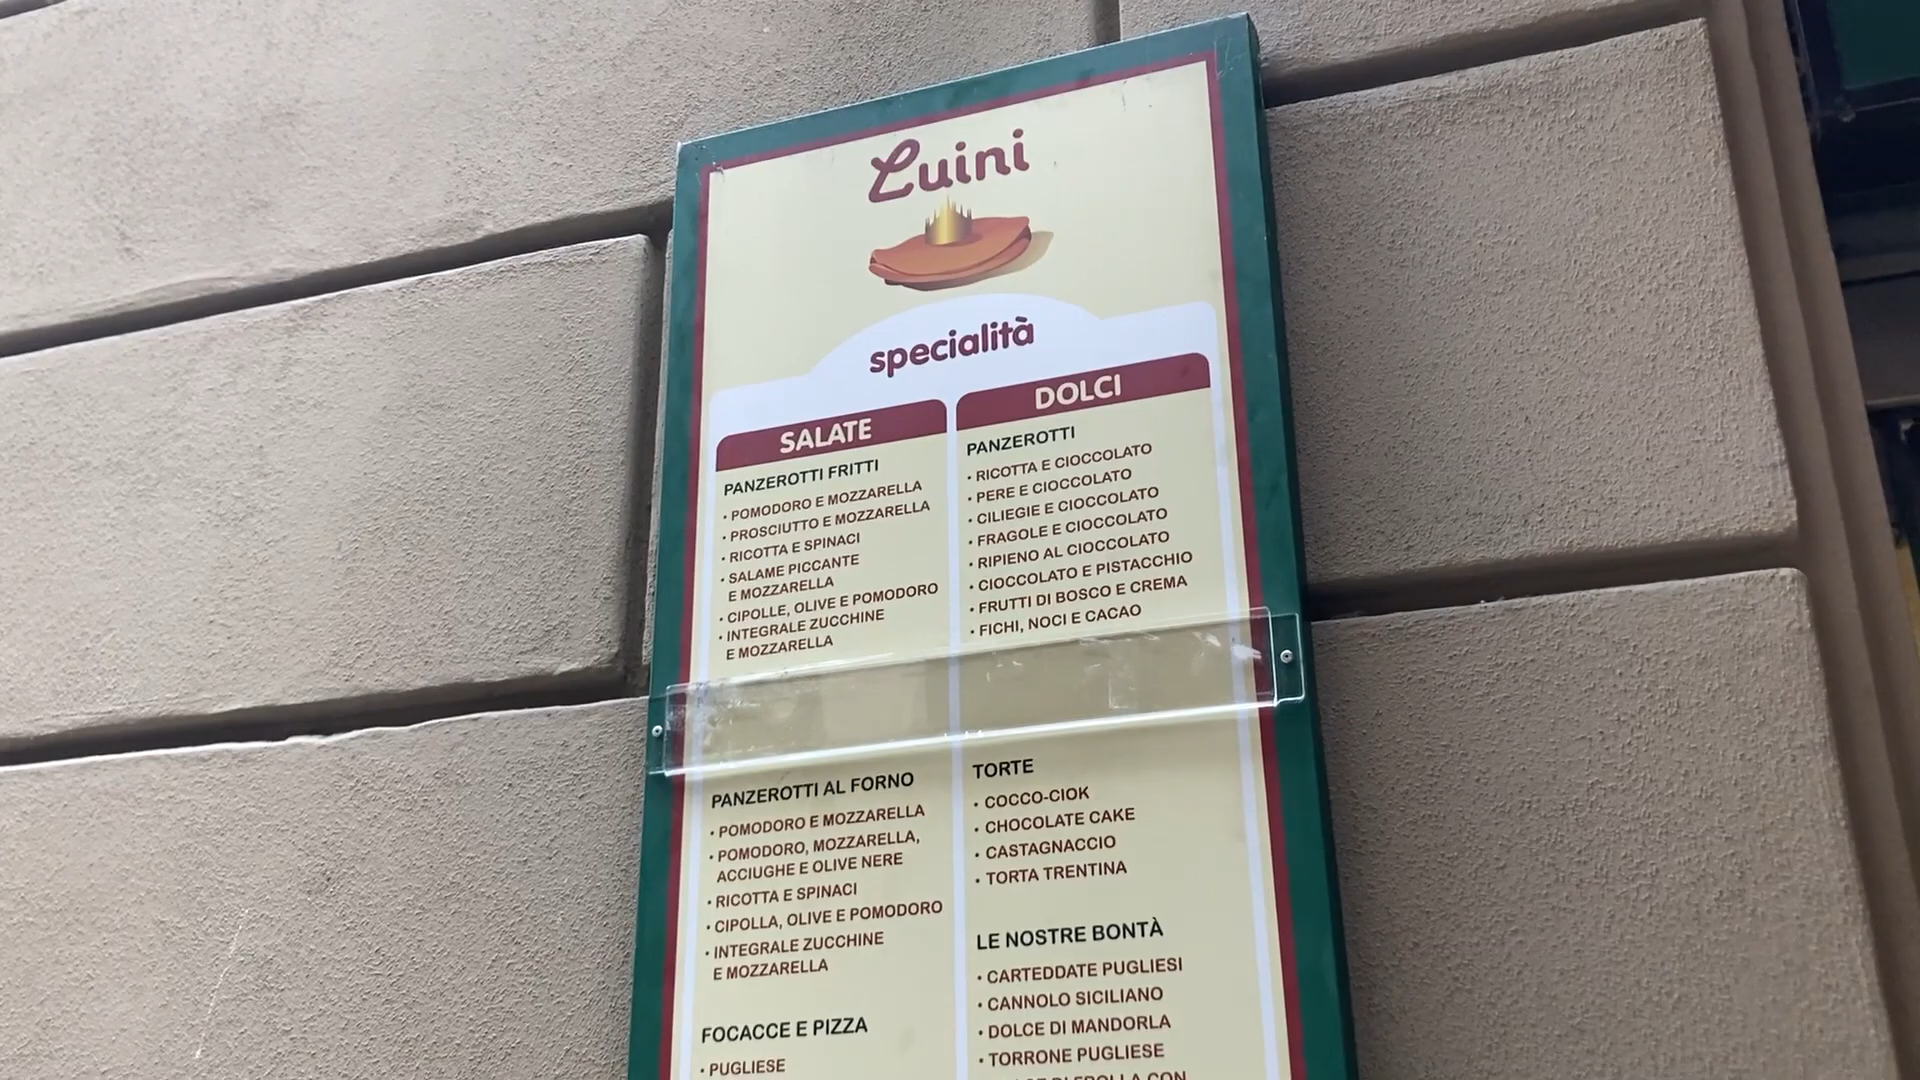 Luini
specialità
SALATE
PANZEROTTI FRITTI
• POMODORO E MOZZARELLA
• PROSCIUTTO E MOZZARELLA
• RICOTTA E SPINACI
• SALAME PICCANTE
E MOZZARELLA
• CIPOLLE, OLIVE E POMODORO
• INTEGRALE ZUCCHINE
E MOZZARELLA
PANZEROTTI AL FORNO
• POMODORO E MOZZARELLA
• POMODORO, MOZZARELLA,
ACCIUGHE E OLIVE NERE
• RICOTTA E SPINACI
• CIPOLLA, OLIVE E POMODORO
• INTEGRALE ZUCCHINE
E MOZZARELLA
FOCACCE E PIZZA
• PUGLIESE
DOLCI
PANZEROTTI
• RICOTTA E CIOCCOLATO
• PERE E CIOCCOLATO
• CILIEGIE E CIOCCOLATO
• FRAGOLE E CIOCCOLATO
• RIPIENO AL CIOCCOLATO
• CIOCCOLATO E PISTACCHIO
• FRUTTI DI BOSCO E CREMA
• FICHI, NOCI E CACAO
TORTE
• COCCO-CIOK
• CHOCOLATE CAKE
• CASTAGNACCIO
• TORTA TRENTINA
LE NOSTRE BONTÀ
• CARTEDDATE PUGLIESI
• CANNOLO SICILIANO
• DOLCE DI MANDORLA
• TORRONE PUGLIESE
DI FROLLA CON